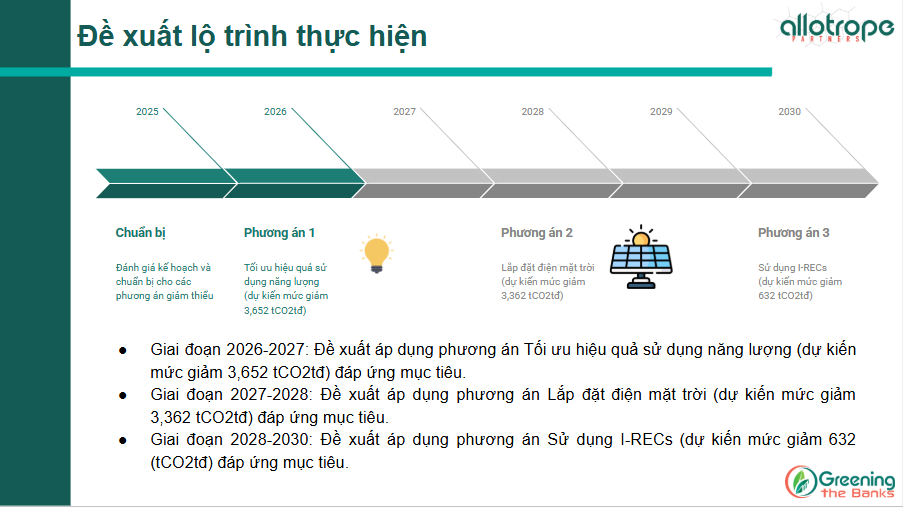 Đề xuất lộ trình thực hiện
allotrope
PARTNERS
2025
2026
2027
2028
2029
2030
Chuẩn bị
Đánh giá kế hoạch và
chuẩn bị cho các
phương án giảm thiểu
Phương án 1
Tối ưu hiệu quả sử
dụng năng lượng
(dự kiến mức giảm
3,652 tCO2tđ)
Phương án 2
Lắp đặt điện mặt trời
(dự kiến mức giảm
3,362 tCO2tđ)
Phương án 3
Sử dụng I-RECs
(dự kiến mức giảm
632 tCO2tđ)
● Giai đoạn 2026-2027: Đề xuất áp dụng phương án Tối ưu hiệu quả sử dụng năng lượng (dự kiến
mức giảm 3,652 tCO2tđ) đáp ứng mục tiêu.
● Giai đoạn 2027-2028: Đề xuất áp dụng phương án Lắp đặt điện mặt trời (dự kiến mức giảm
3,362 tCO2tđ) đáp ứng mục tiêu.
● Giai đoạn 2028-2030: Đề xuất áp dụng phương án Sử dụng I-RECs (dự kiến mức giảm 632
(tCO2tđ) đáp ứng mục tiêu.
Greening
the Banks